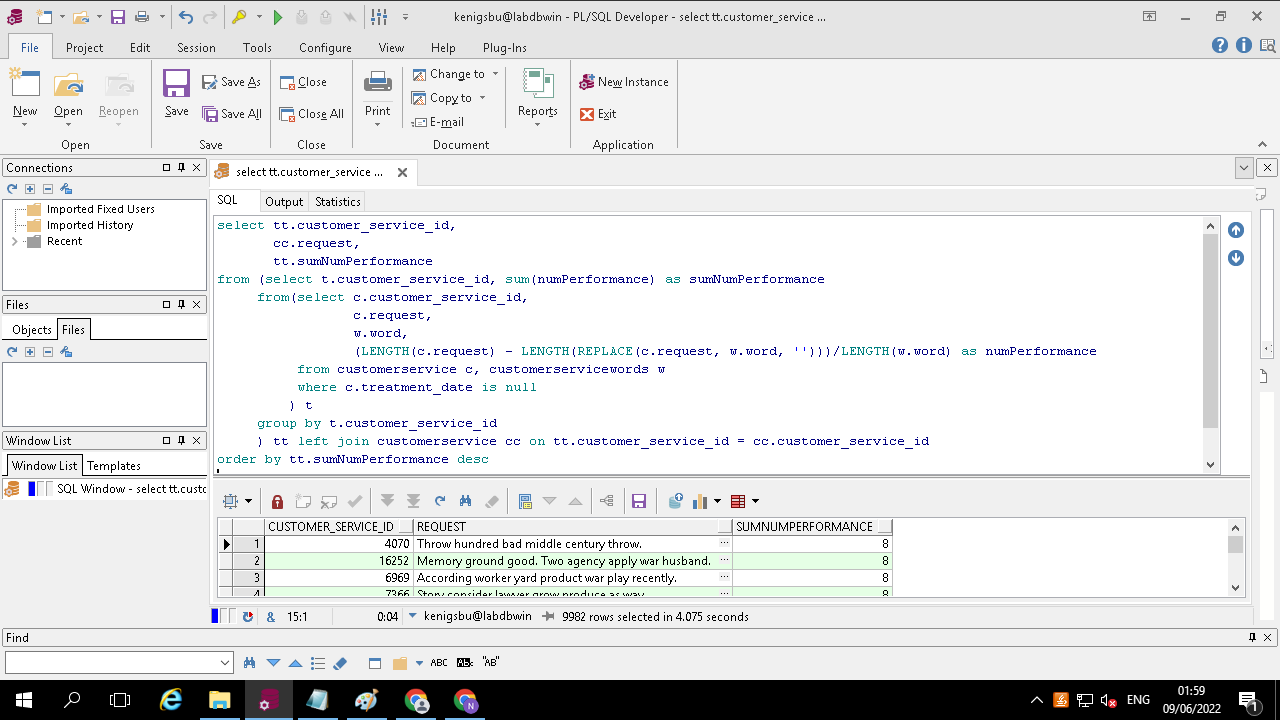 kenigsbu@labdbwin - PL/SQL Developer - select tt.customer_service ...
File Project Edit Session Tools Configure View Help Plug-Ins
New Open Reopen
Open
Save Save As Save All
Save
Close Close All
Close
Print Change to Copy to E-mail Reports
Document
New Instance
Exit
Application
Connections
Imported Fixed Users
Imported History
Recent
Files
Objects Files
Window List
Window List Templates
SQL Window - select tt.custo
select tt.customer_service ...
SQL Output Statistics
select tt.customer_service_id,
cc.request,
tt.sumNumPerformance
from (select t.customer_service_id, sum(numPerformance) as sumNumPerformance
from(select c.customer_service_id,
c.request,
w.word,
(LENGTH(c.request) - LENGTH(REPLACE(c.request, w.word, '')))/LENGTH(w.word) as numPerformance
from customerservice c, customerservicewords w
where c.treatment_date is null
) t
group by t.customer_service_id
) tt left join customerservice cc on tt.customer_service_id = cc.customer_service_id
order by tt.sumNumPerformance desc
CUSTOMER_SERVICE_ID REQUEST SUMNUMPERFORMANCE
1 4070 Throw hundred bad middle century throw. ... 8
2 16252 Memory ground good. Two agency apply war husband. ... 8
3 6969 According worker yard product war play recently. ... 8
4 7366 Story consider lawyer grow produce as way. ... 8
& 15:1 0:04 kenigsbu@labdbwin 9982 rows selected in 4.075 seconds
Find
ABC AB "AB"
ENG 01:59
09/06/2022 1